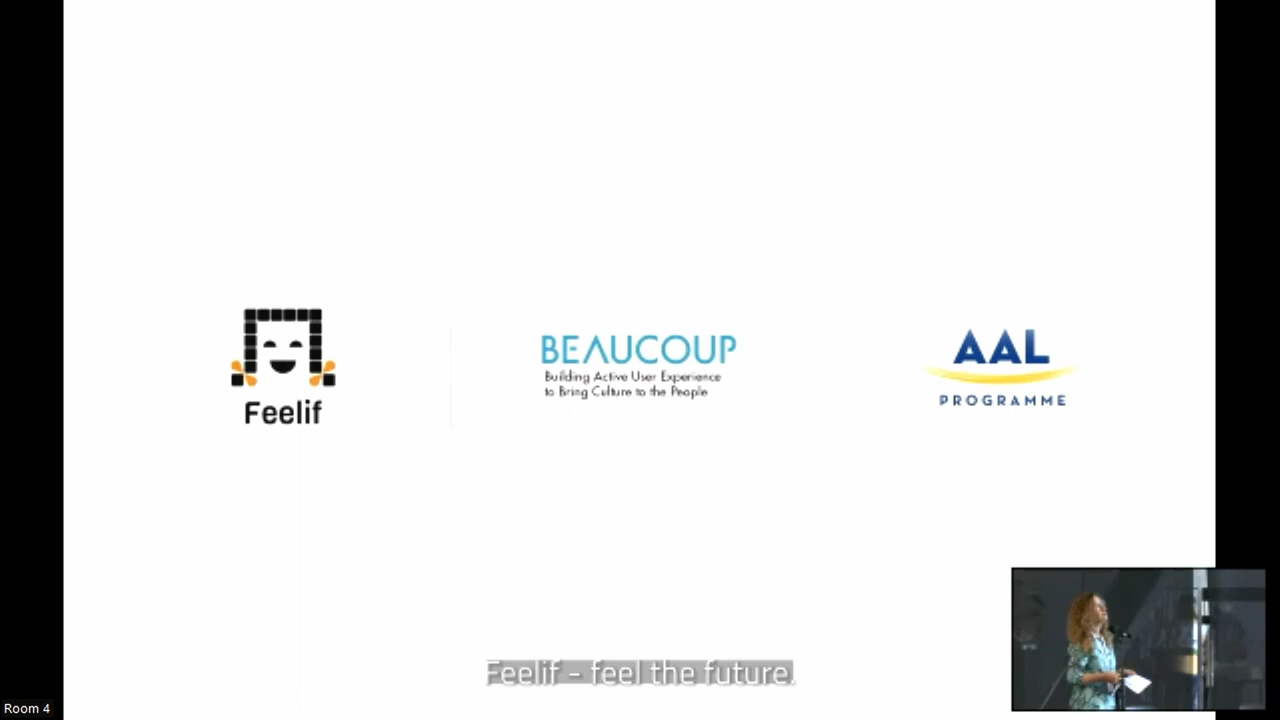 Feelif
BEAUCOUP
Building Active User Experience
to Bring Culture to the People
AAL
PROGRAMME
Feelif - feel the future.
Room 4